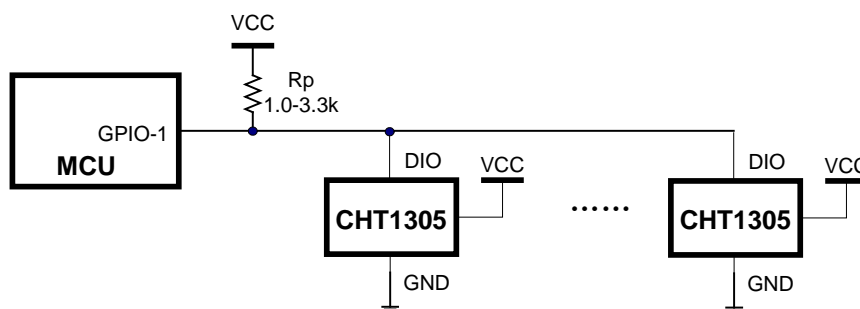 VCC
Rp
1.0-3.3k
GPIO-1
MCU
DIO
VCC
CHT1305
GND
......
DIO
VCC
CHT1305
GND